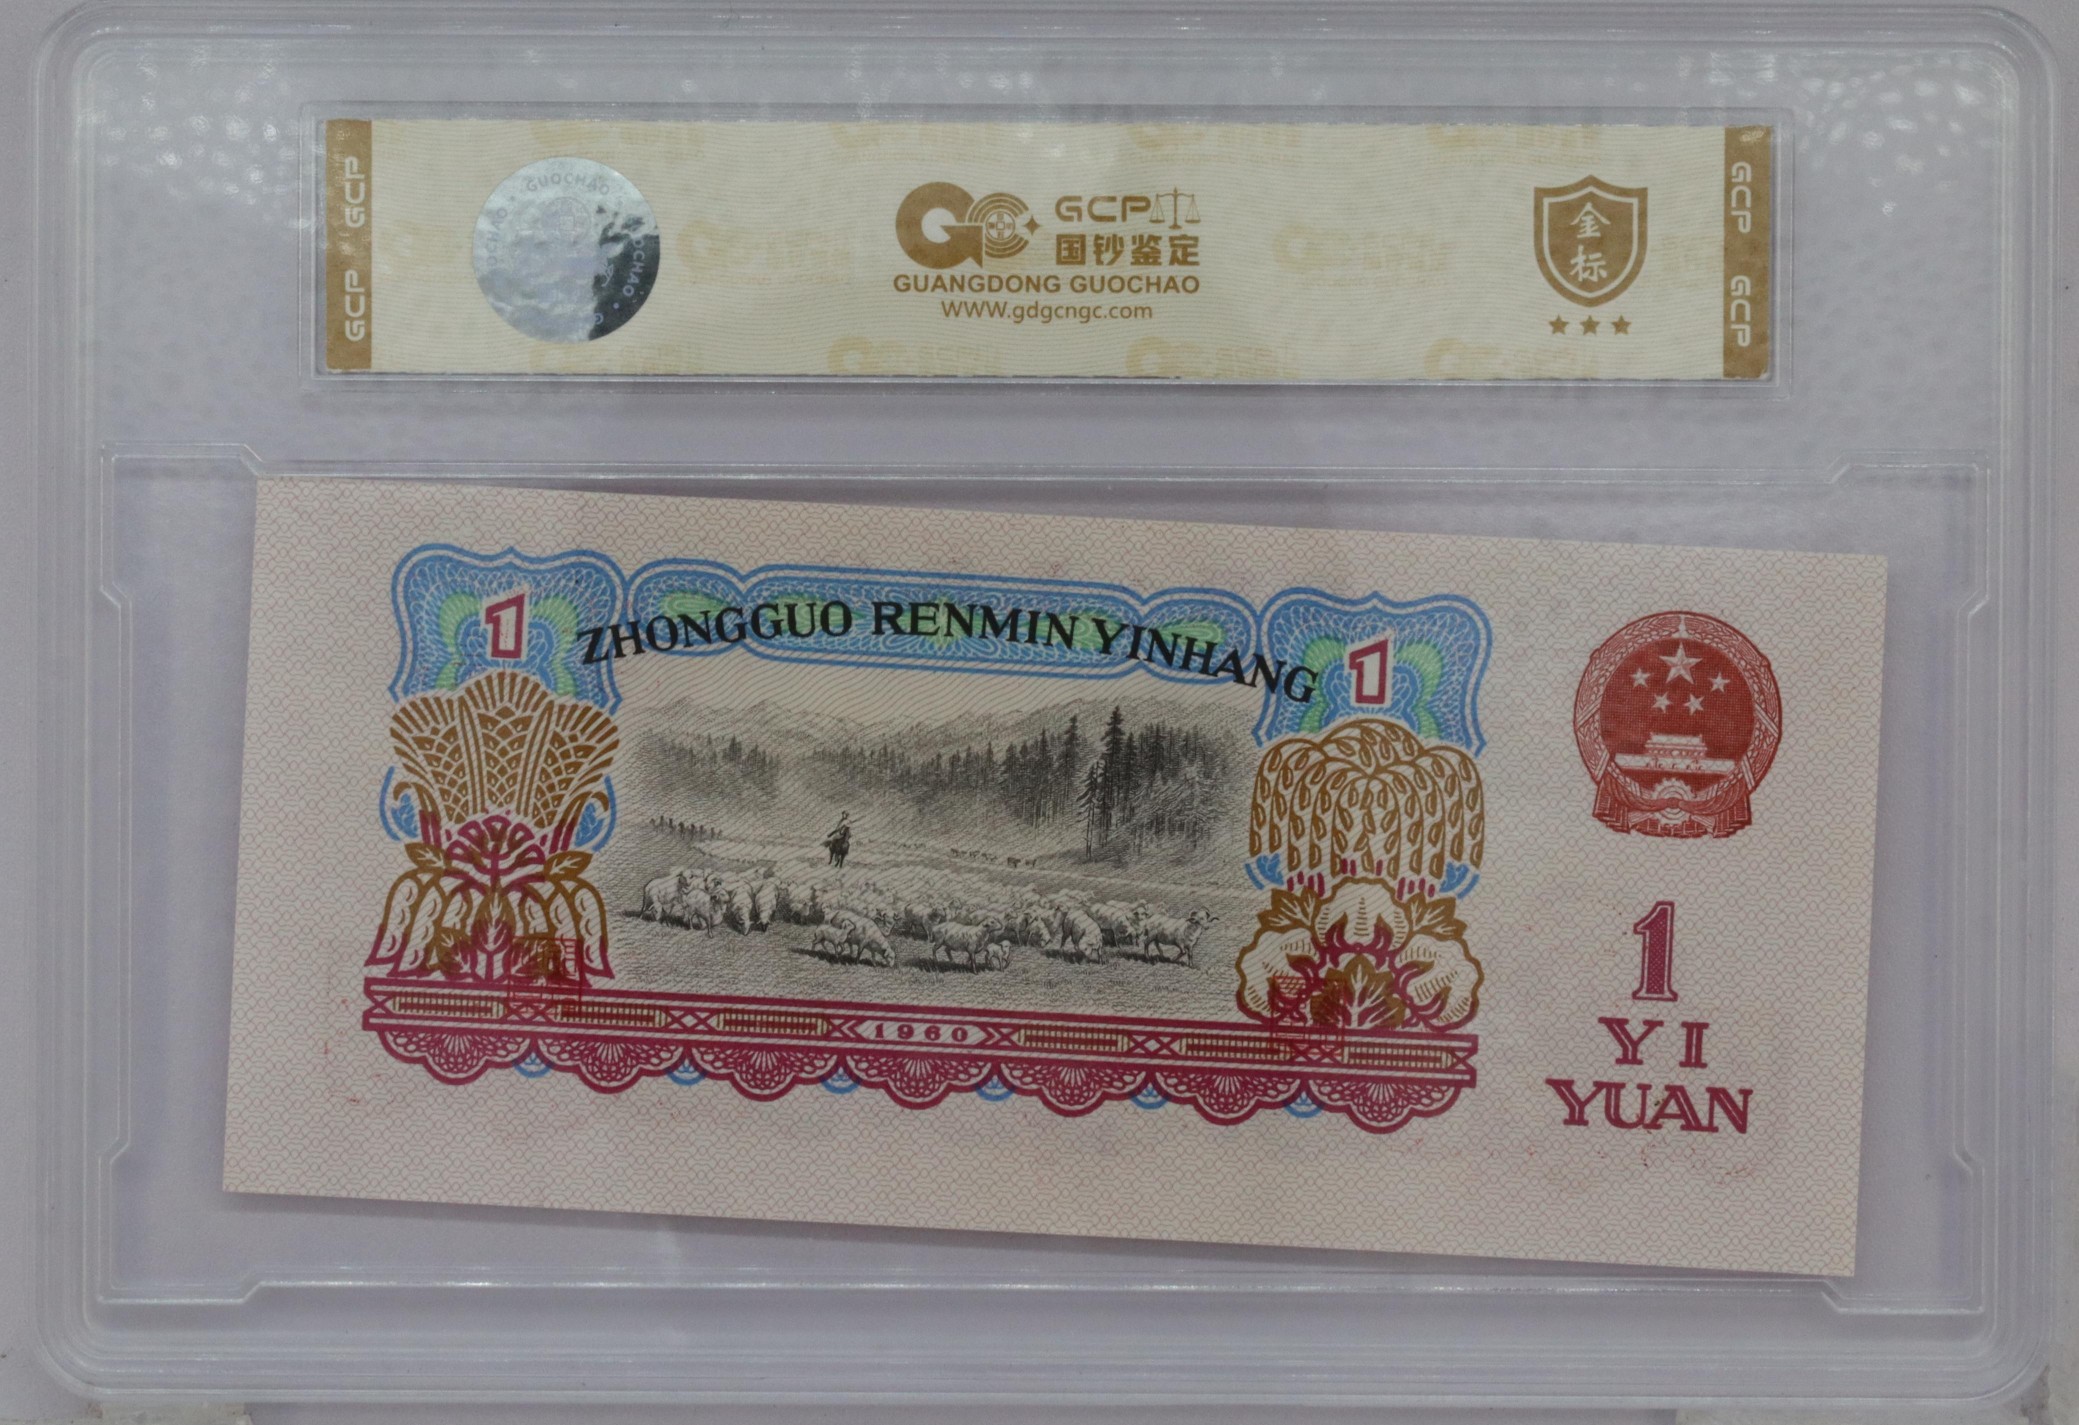 GCP GCP
GUOCHAO
GCP
国钞鉴定
GUANGDONG GUOCHAO
WWW.gdgcngc.com
金标
GCP GCP
1
ZHONGGUO RENMIN YINHANG
1
1960
1
YI
YUAN